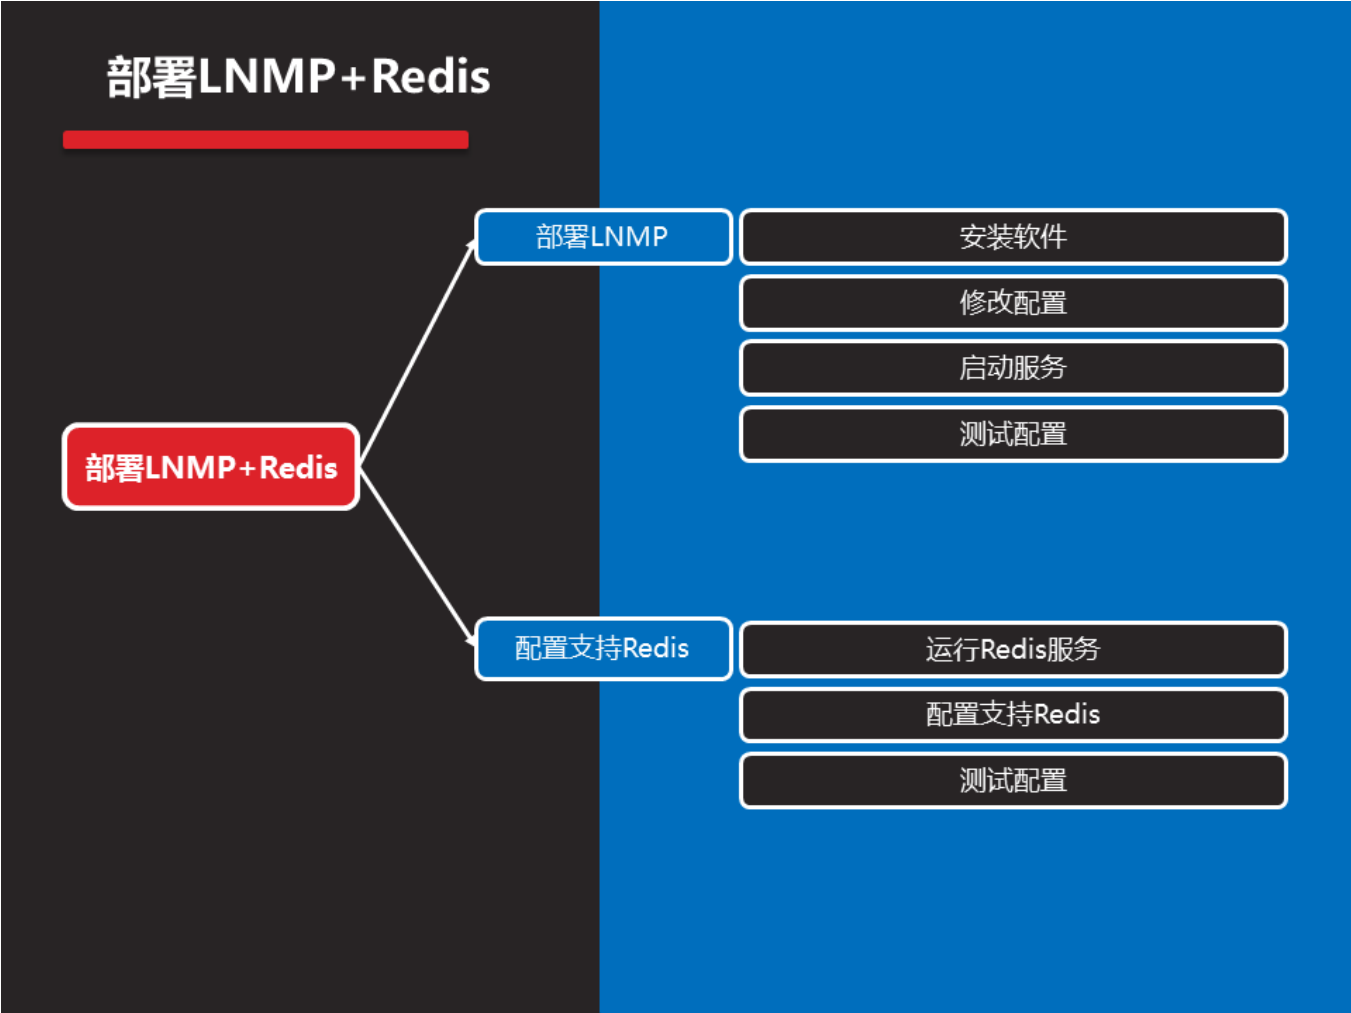 部署LNMP+Redis
部署LNMP+Redis
部署LNMP
安装软件
修改配置
启动服务
测试配置
配置支持Redis
运行Redis服务
配置支持Redis
测试配置